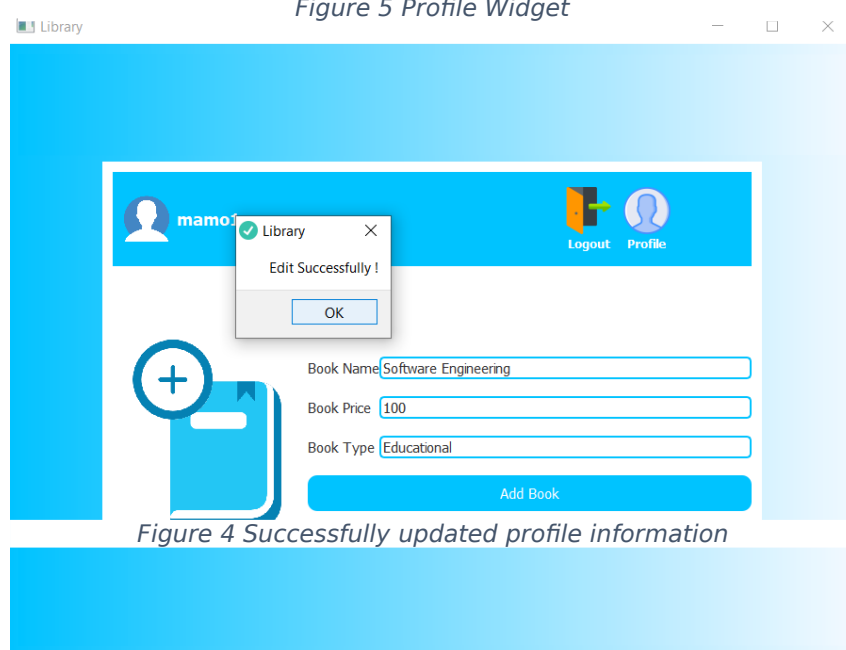 Figure 5 Profile Widget
Library
mamo1
Logout Profile
Library
Edit Successfully !
OK
Book Name Software Engineering
Book Price 100
Book Type Educational
Add Book
Figure 4 Successfully updated profile information